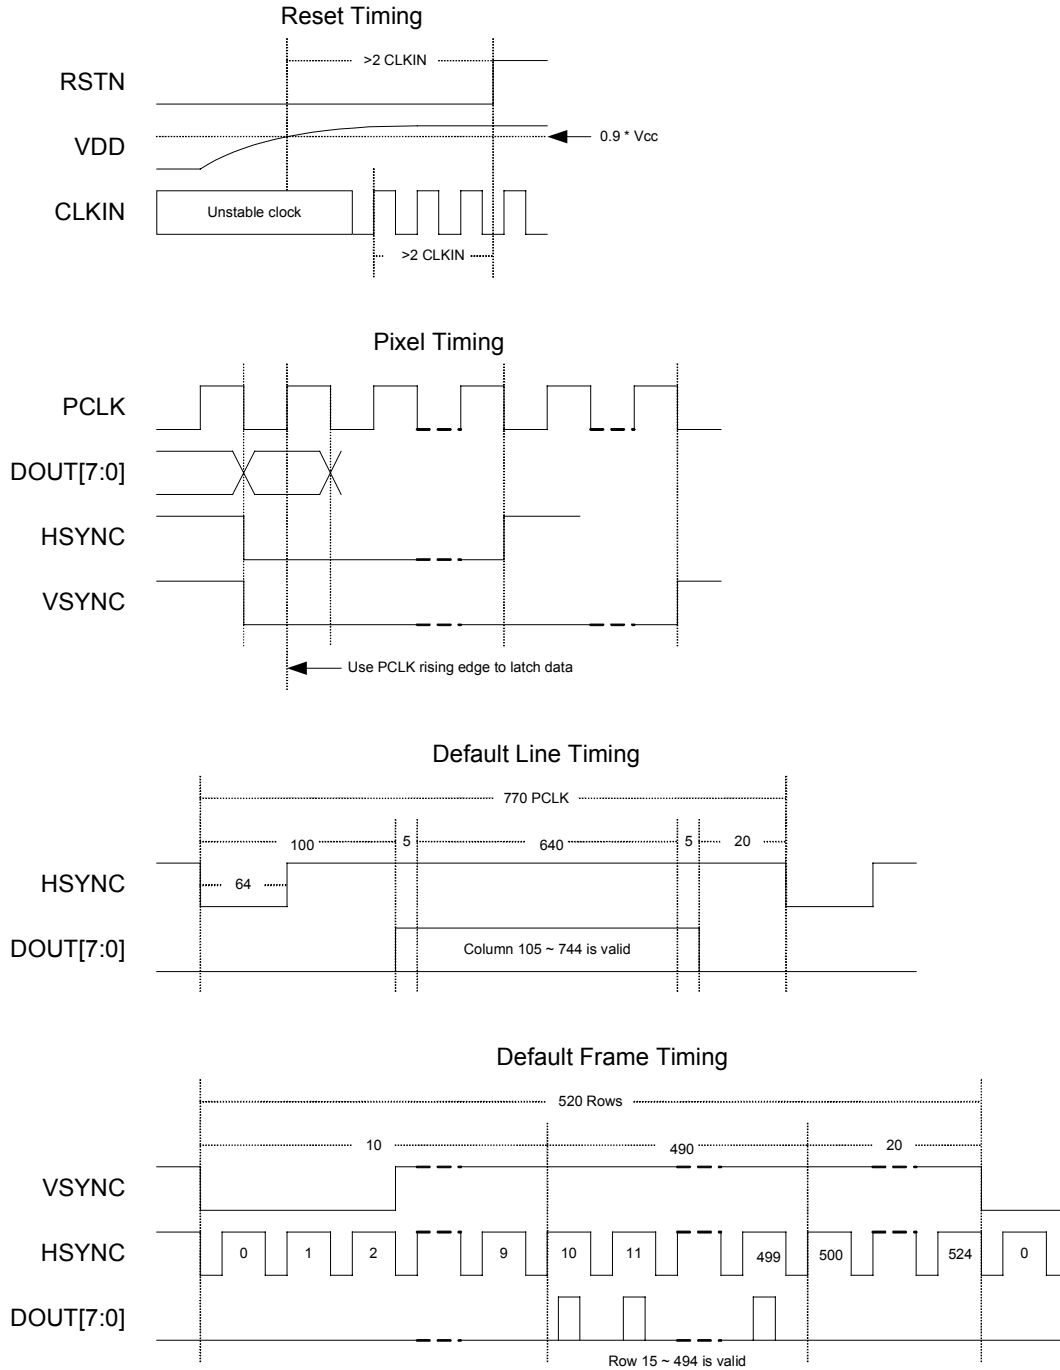 Reset Timing
>2 CLKIN
RSTN
0.9 * Vcc
VDD
CLKIN
Unstable clock
>2 CLKIN
Pixel Timing
PCLK
DOUT[7:0]
HSYNC
VSYNC
Use PCLK rising edge to latch data
Default Line Timing
770 PCLK
100 5 640 5 20
HSYNC
64
DOUT[7:0]
Column 105 ~ 744 is valid
Default Frame Timing
520 Rows
10 490 20
VSYNC
HSYNC
0 1 2 9 10 11 499 500 524 0
DOUT[7:0]
Row 15 ~ 494 is valid